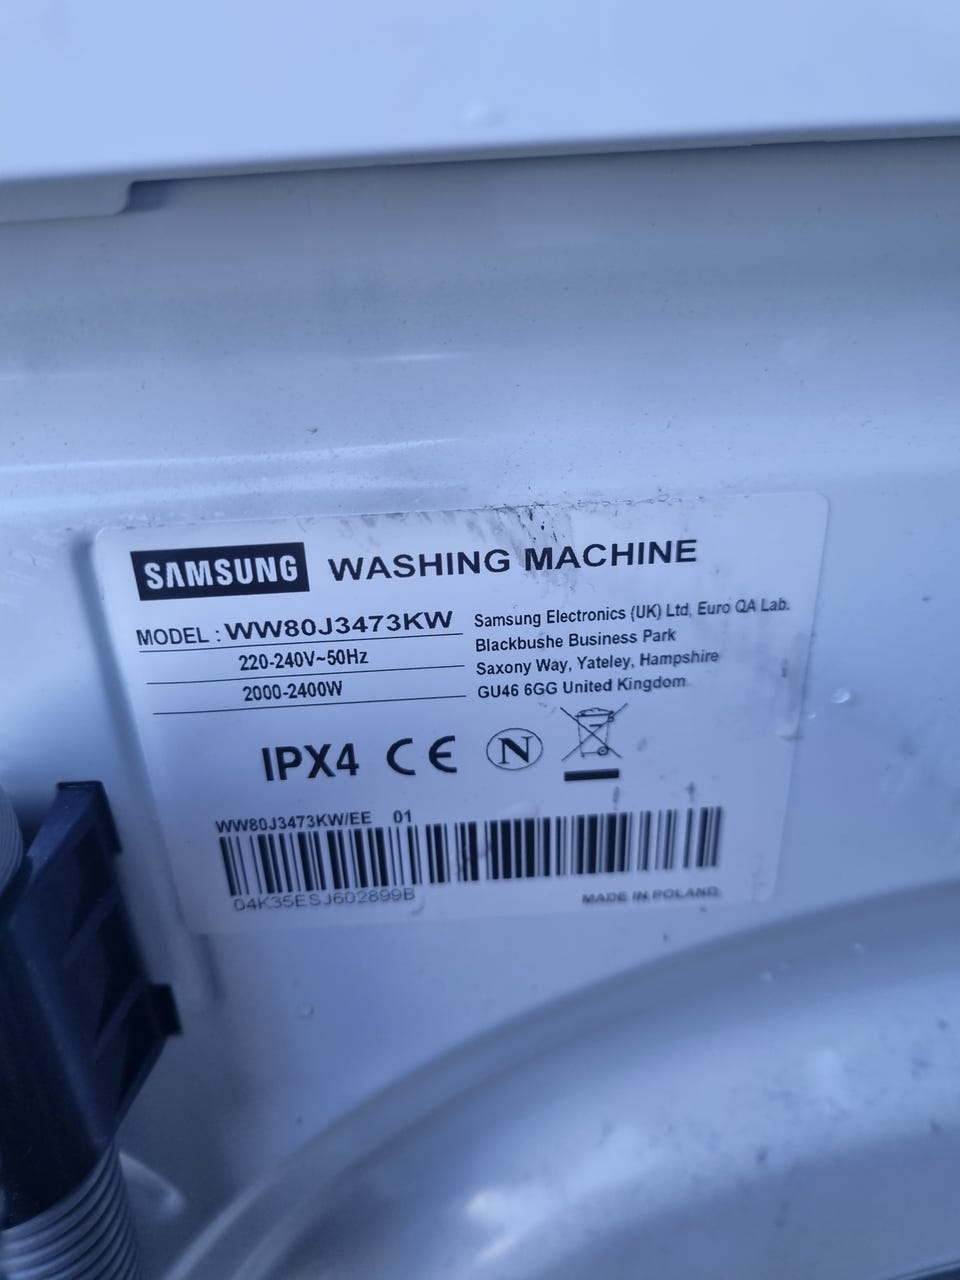 SAMSUNG WASHING MACHINE
MODEL : WW80J3473KW
220-240V~50Hz
2000-2400W
Samsung Electronics (UK) Ltd, Euro QA Lab.
Blackbushe Business Park
Saxony Way, Yateley, Hampshire
GU46 6GG United Kingdom
IPX4 CE N
WW80J3473KW/EE 01
04K35ESJ602899B
MADE IN POLAND